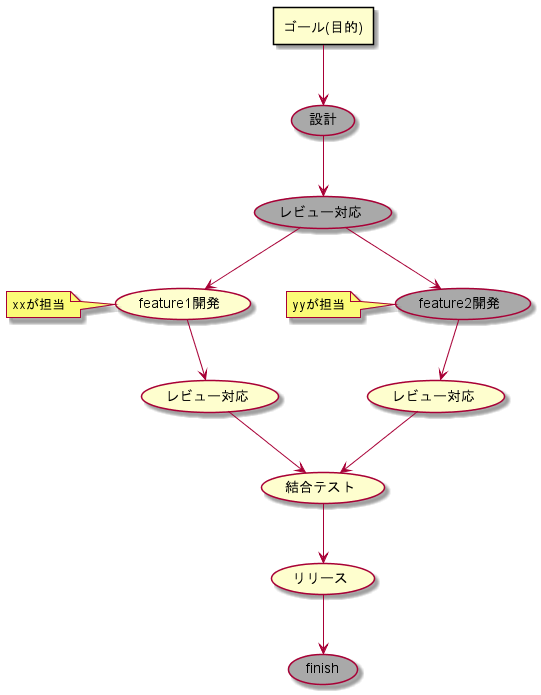 ゴール(目的)
設計
レビュー対応
xxが担当
feature1開発
yyが担当
feature2開発
レビュー対応
レビュー対応
結合テスト
リリース
finish